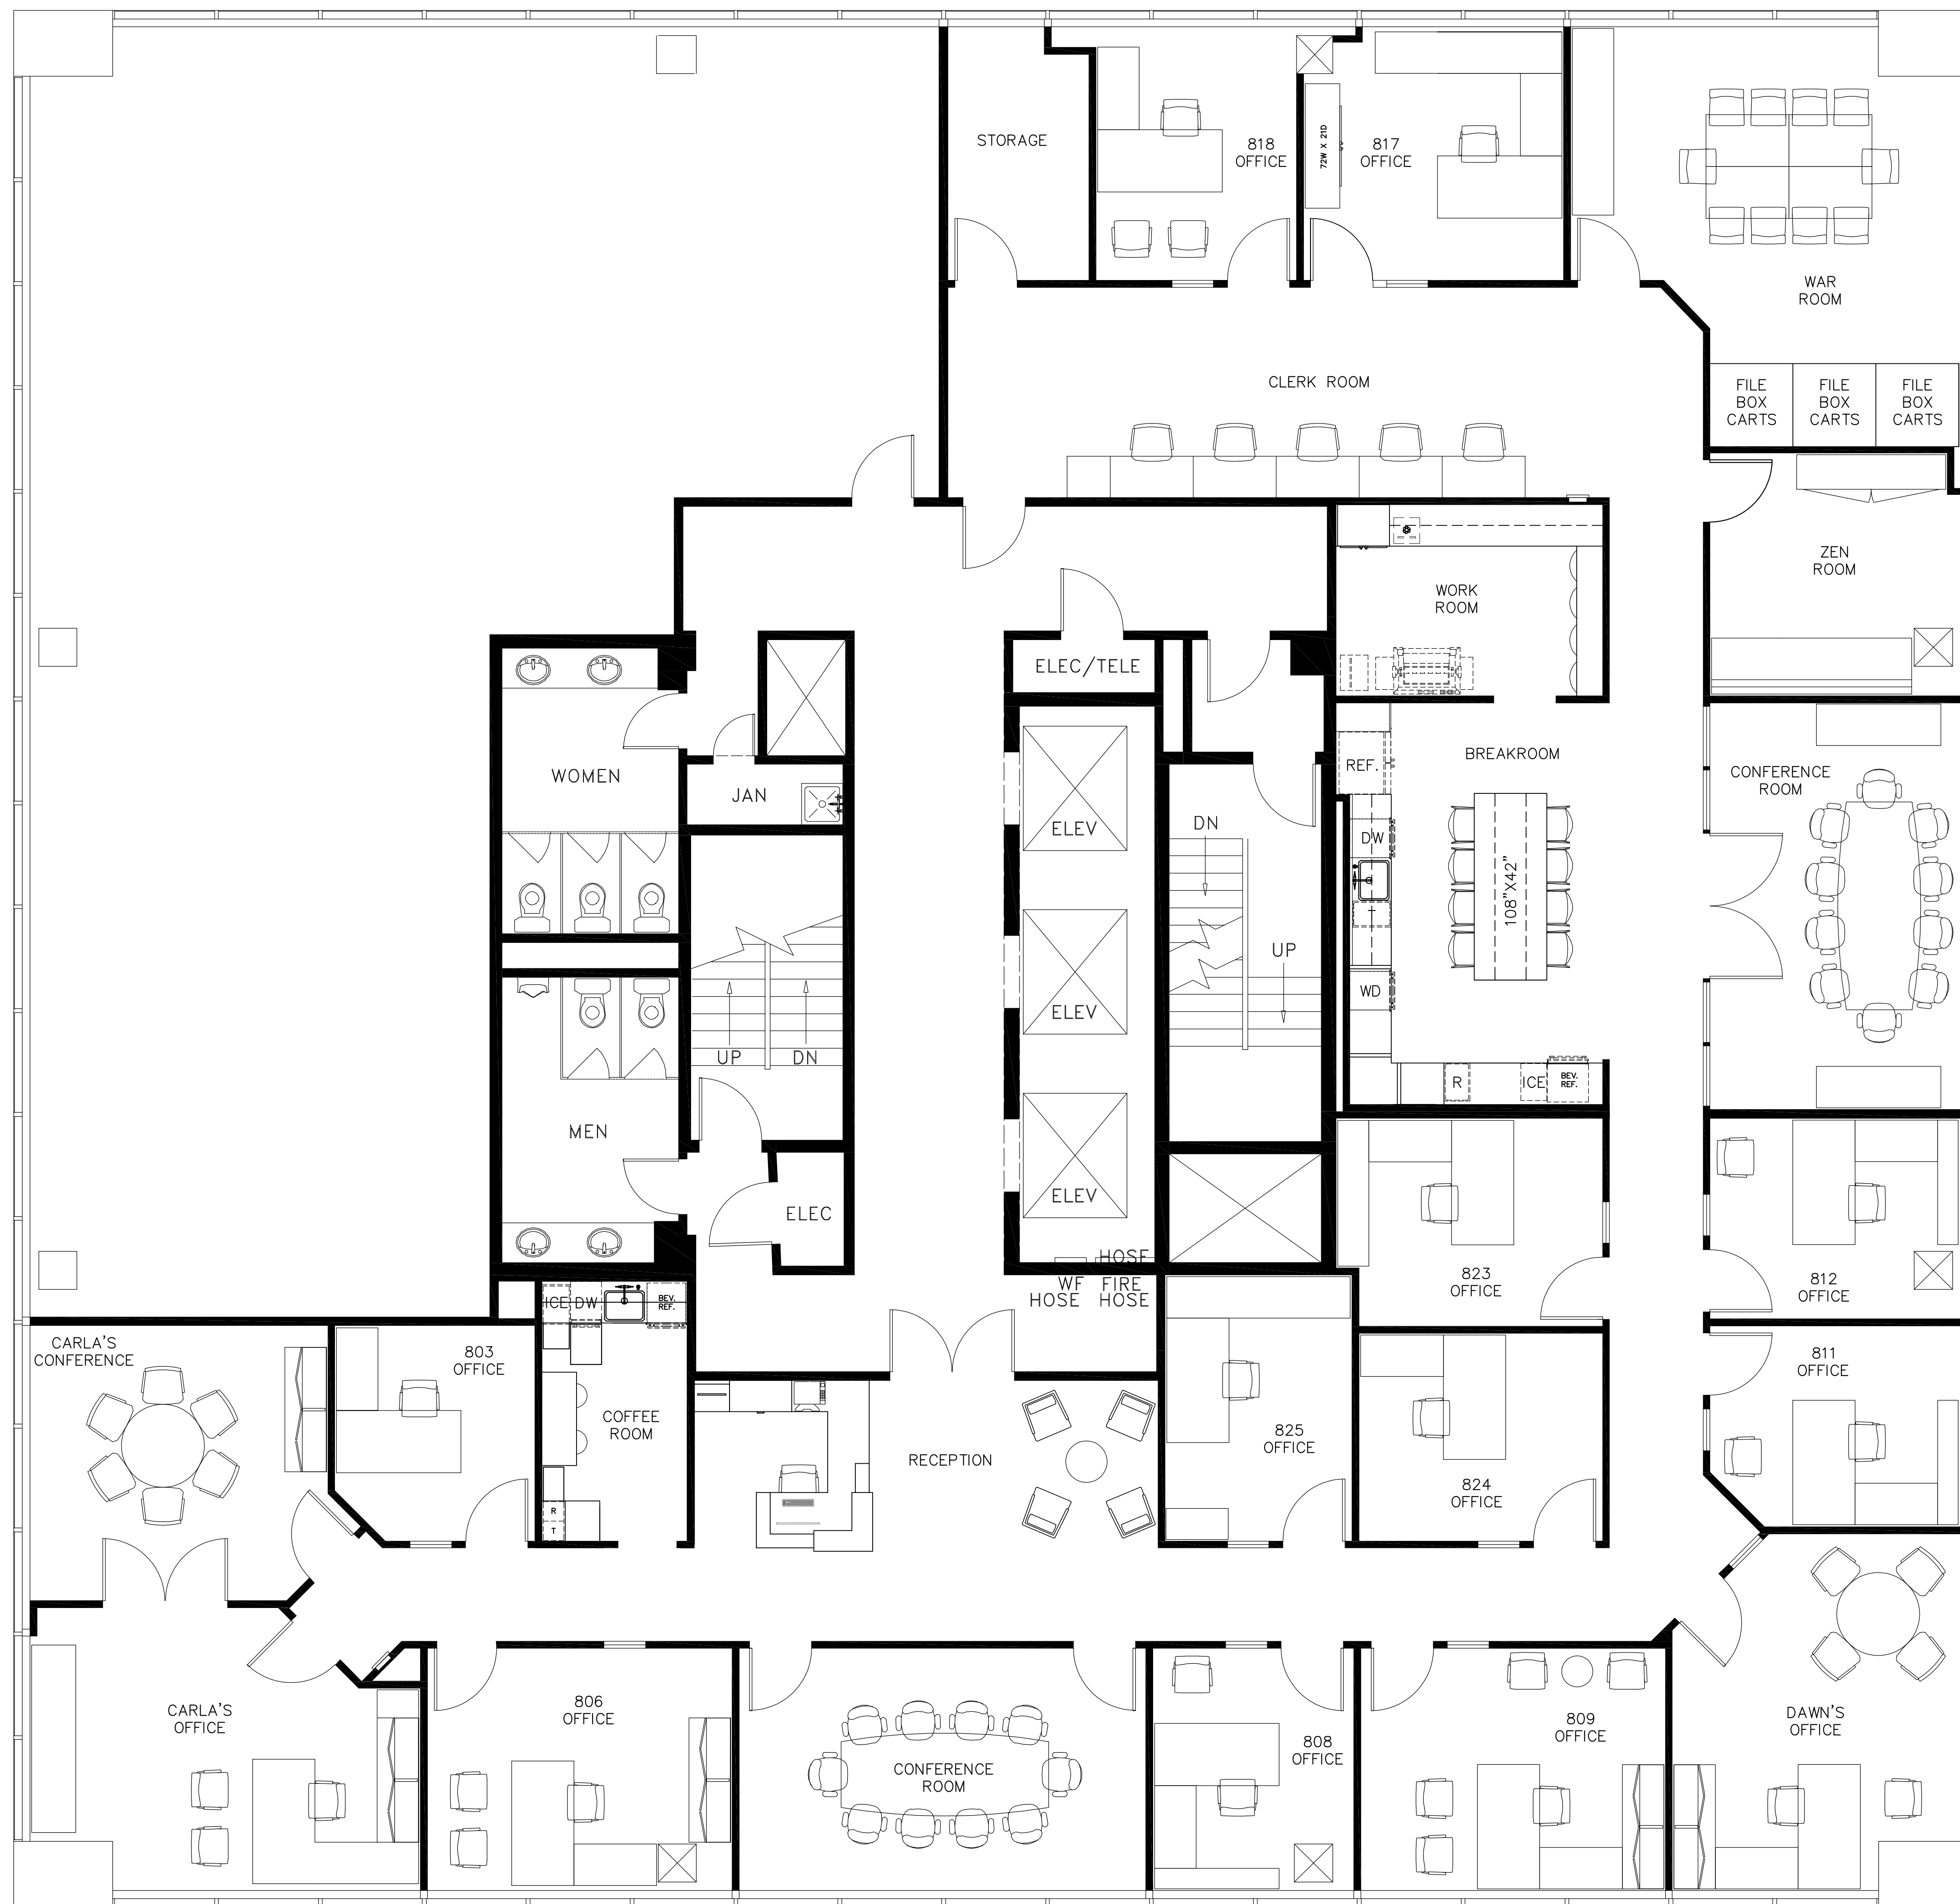 STORAGE
818
OFFICE
72W X 21D
817
OFFICE
WAR
ROOM
CLERK ROOM
FILE
BOX
CARTS
FILE
BOX
CARTS
FILE
BOX
CARTS
ZEN
ROOM
WORK
ROOM
ELEC/TELE
WOMEN
JAN
ELEV
DN
REF.
BREAKROOM
CONFERENCE
ROOM
DW
108"X42"
UP
ELEV
WD
UP
DN
R
ICE
BEV.
REF.
MEN
ELEV
ELEC
HOSE
WF
HOSE
FIRE
HOSE
823
OFFICE
812
OFFICE
ICE
DW
BEV.
REF.
CARLA'S
CONFERENCE
803
OFFICE
811
OFFICE
COFFEE
ROOM
RECEPTION
825
OFFICE
824
OFFICE
R
T
CARLA'S
OFFICE
806
OFFICE
CONFERENCE
ROOM
808
OFFICE
809
OFFICE
DAWN'S
OFFICE